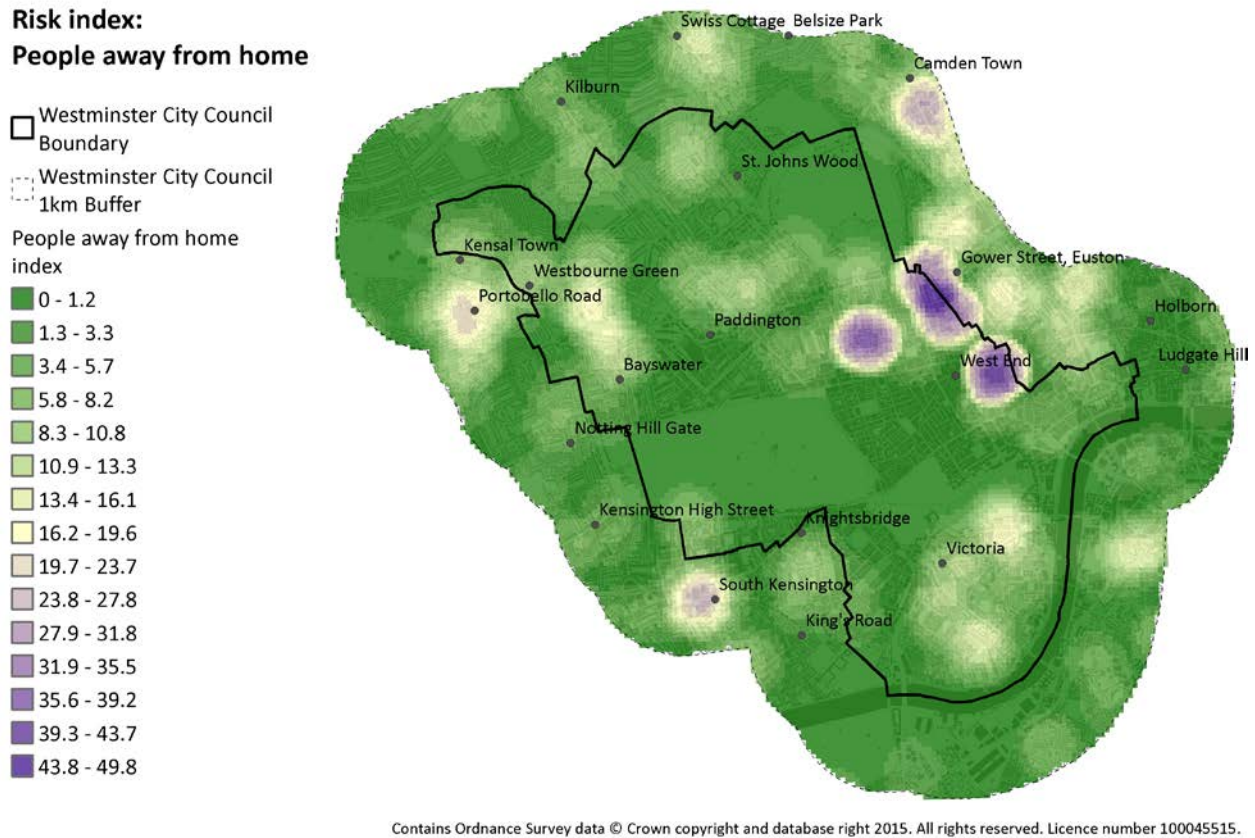 Risk index:
People away from home
Westminster City Council
Boundary
Westminster City Council
1km Buffer
People away from home
index
0 - 1.2
1.3 - 3.3
3.4 - 5.7
5.8 - 8.2
8.3 - 10.8
10.9 - 13.3
13.4 - 16.1
16.2 - 19.6
19.7 - 23.7
23.8 - 27.8
27.9 - 31.8
31.9 - 35.5
35.6 - 39.2
39.3 - 43.7
43.8 - 49.8
Swiss Cottage
Belsize Park
Camden Town
Kilburn
St. Johns Wood
Kensal Town
Westbourne Green
Gower Street, Euston
Portobello Road
Holborn
Paddington
Ludgate Hill
Bayswater
West End
Notting Hill Gate
Kensington High Street
Knightsbridge
Victoria
South Kensington
King's Road
Contains Ordnance Survey data © Crown copyright and database right 2015. All rights reserved. Licence number 100045515.